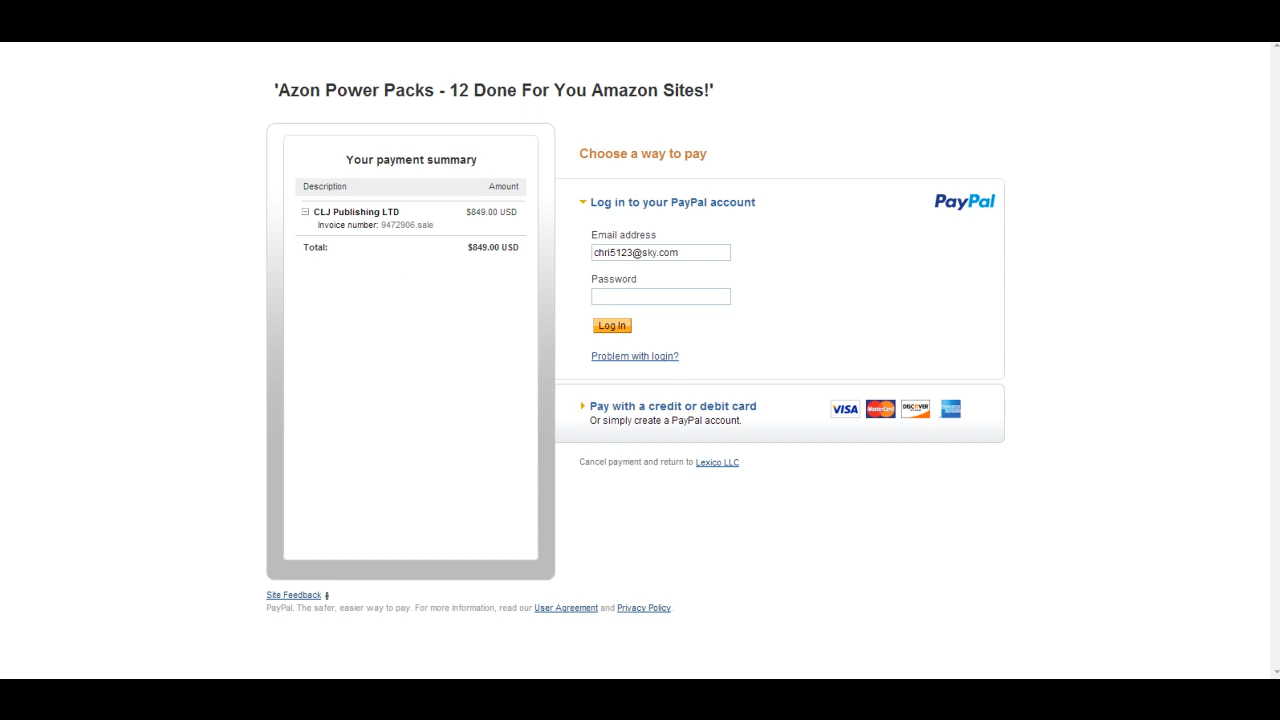 'Azon Power Packs - 12 Done For You Amazon Sites!'
Your payment summary
Description Amount
CLJ Publishing LTD $849.00 USD
Invoice number: 9472906.sale
Total: $849.00 USD
Choose a way to pay
Log in to your PayPal account PayPal
Email address
chri5123@sky.com
Password
Log In
Problem with login?
Pay with a credit or debit card VISA MasterCard DISCOVER
Or simply create a PayPal account.
Cancel payment and return to Lexico LLC
Site Feedback
PayPal. The safer, easier way to pay. For more information, read our User Agreement and Privacy Policy.